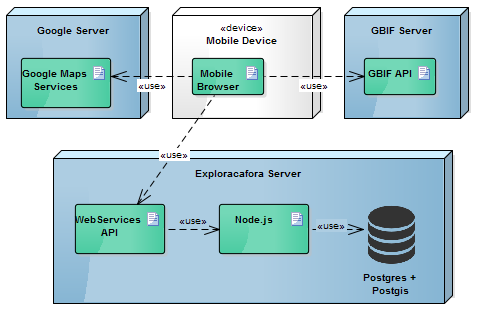 Google Server
«device»
Mobile Device
GBIF Server
Google Maps
Services
Mobile
Browser
GBIF API
«use»
«use»
«use»
Exploracafora Server
WebServices
API
«use»
Node.js
«use»
Postgres +
Postgis